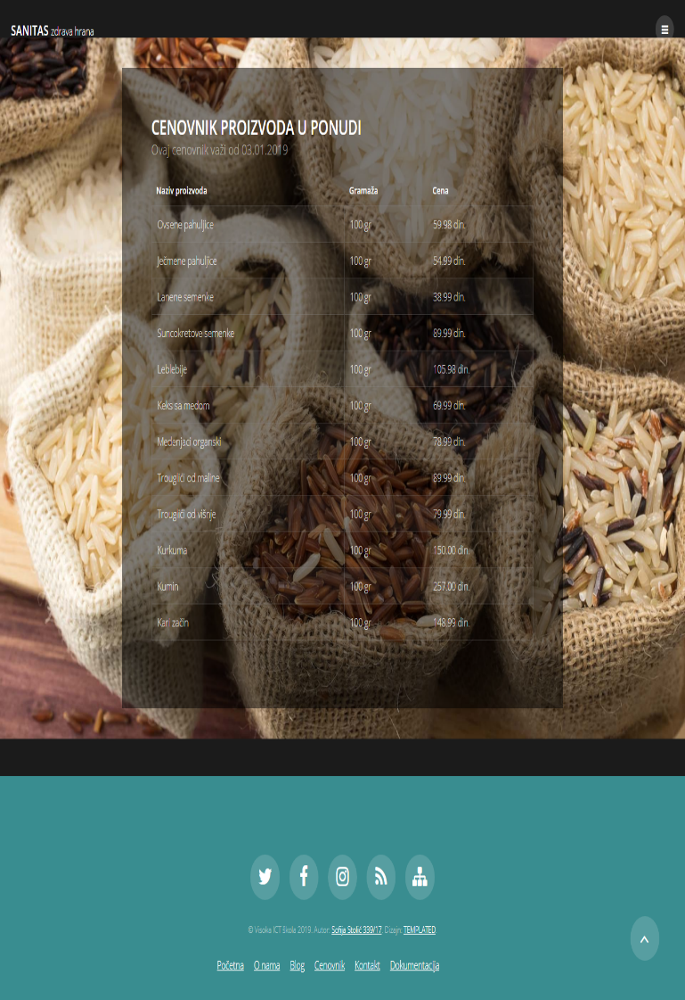 SANITAS zdrava hrana
CENOVNIK PROIZVODA U PONUDI
Ovaj cenovnik važi od 03.01.2019
Naziv proizvoda Gramaža Cena
Ovsene pahuljice 100 gr 59.98 din.
Ječmene pahuljice 100 gr 54.99 din.
Lanene semenke 100 gr 38.99 din.
Suncokretove semenke 100 gr 89.99 din.
Leblebije 100 gr 105.98 din.
Keks sa medom 100 gr 69.99 din.
Medenjaci organski 100 gr 78.99 din.
Trouglići od maline 100 gr 89.99 din.
Trouglići od višnje 100 gr 79.99 din.
Kurkuma 100 gr 150.00 din.
Kumin 100 gr 257.00 din.
Kari začin 100 gr 148.99 din.
© Visoka ICT škola 2019. Autor: Sofija Stolić 339/17. Dizajn: TEMPLATED.
Početna O nama Blog Cenovnik Kontakt Dokumentacija